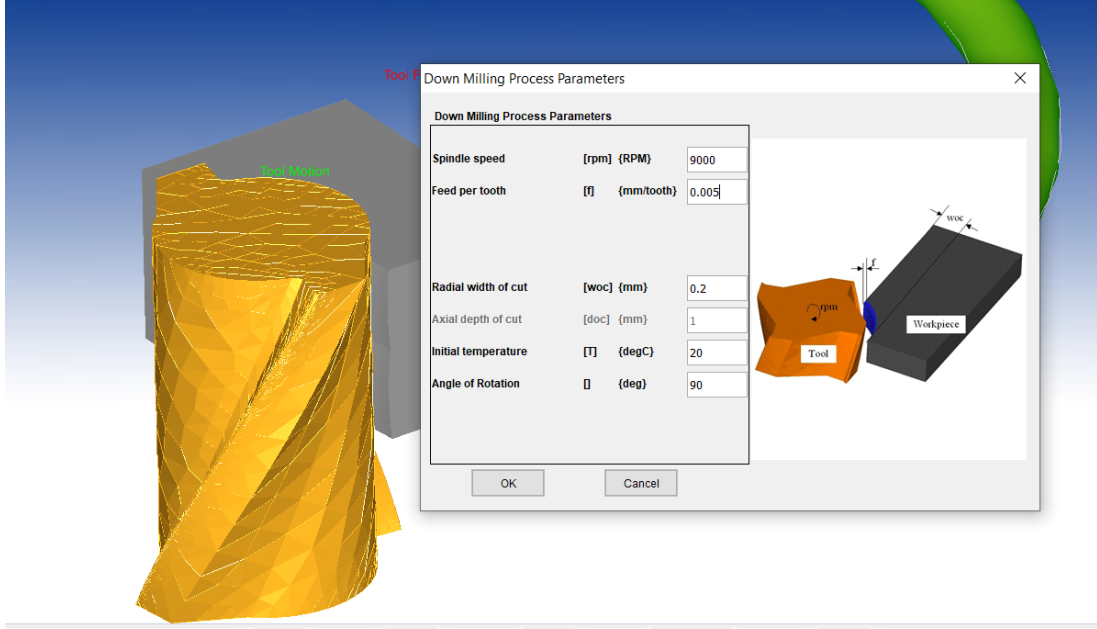 Tool F
Down Milling Process Parameters
Down Milling Process Parameters
Spindle speed [rpm] {RPM} 9000
Feed per tooth [f] {mm/tooth} 0.005
Radial width of cut [woc] {mm} 0.2
Axial depth of cut [doc] {mm} 1
Initial temperature [T] {degC} 20
Angle of Rotation [] {deg} 90
OK Cancel
Tool Motion
woc
f
rpm
Workpiece
Tool